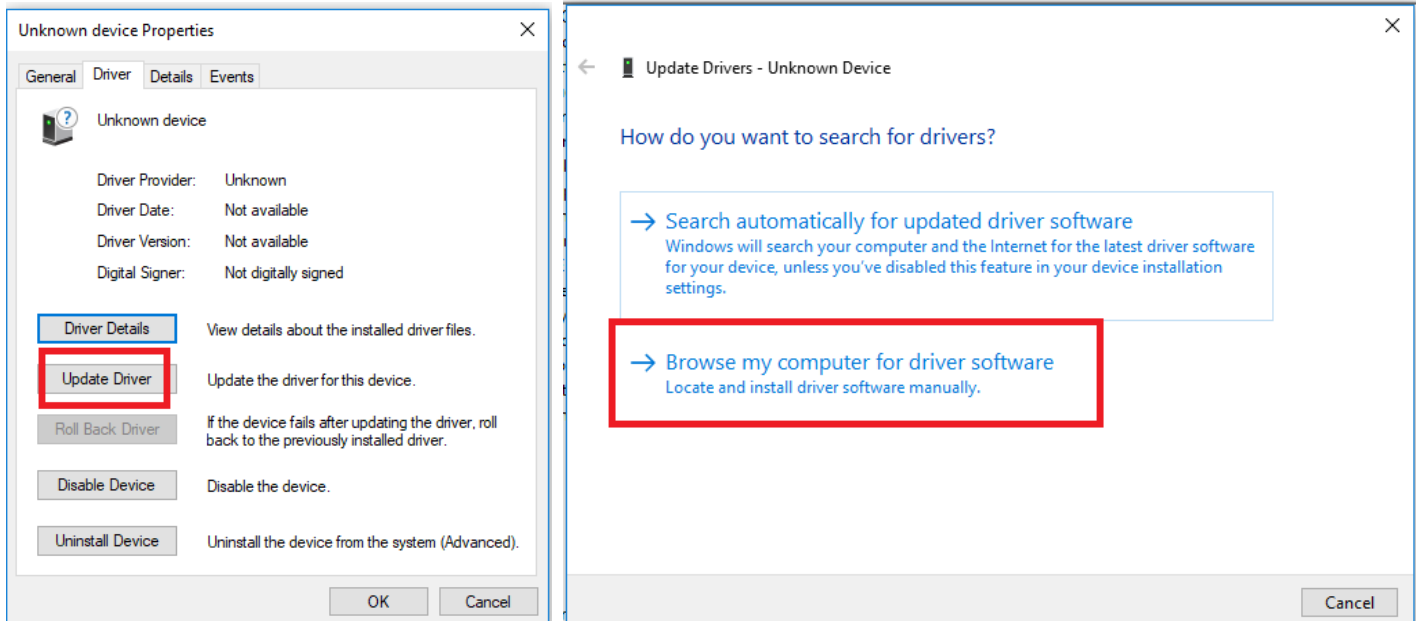 Unknown device Properties
General Driver Details Events
Unknown device
Driver Provider: Unknown
Driver Date: Not available
Driver Version: Not available
Digital Signer: Not digitally signed
Driver Details View details about the installed driver files.
Update Driver Update the driver for this device.
Roll Back Driver If the device fails after updating the driver, roll
back to the previously installed driver.
Disable Device Disable the device.
Uninstall Device Uninstall the device from the system (Advanced).
OK Cancel
Update Drivers - Unknown Device
How do you want to search for drivers?
Search automatically for updated driver software
Windows will search your computer and the Internet for the latest driver software
for your device, unless you've disabled this feature in your device installation
settings.
Browse my computer for driver software
Locate and install driver software manually.
Cancel